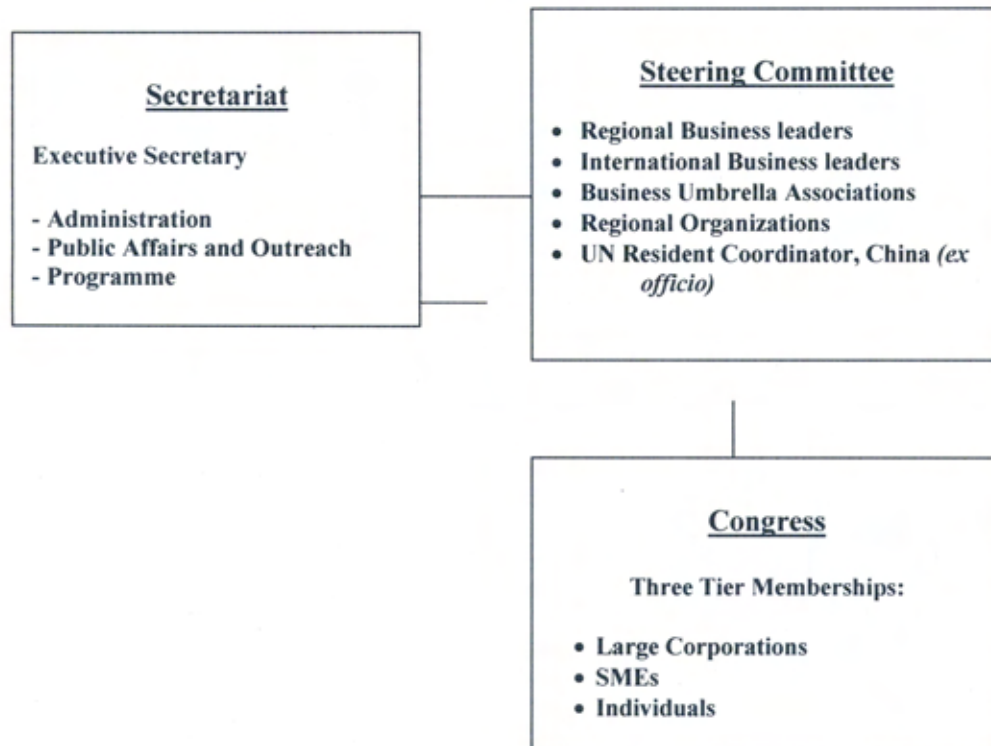 Secretariat
Executive Secretary
- Administration
- Public Affairs and Outreach
- Programme
Steering Committee
• Regional Business leaders
• International Business leaders
• Business Umbrella Associations
• Regional Organizations
• UN Resident Coordinator, China (ex
officio)
Congress
Three Tier Memberships:
• Large Corporations
• SMEs
• Individuals